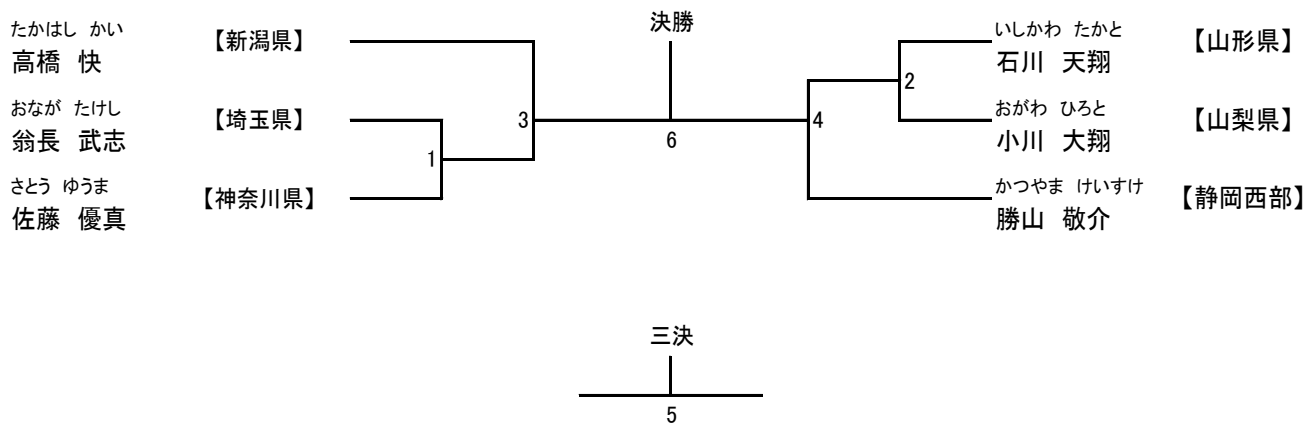 決勝
たかはし かい
高橋 快
【新潟県】
おなが たけし
翁長 武志
【埼玉県】
さとう ゆうま
佐藤 優真
【神奈川県】
1
3
6
4
2
いしかわ たかと
石川 天翔
【山形県】
おがわ ひろと
小川 大翔
【山梨県】
かつやま けいすけ
勝山 敬介
【静岡西部】
三決
5